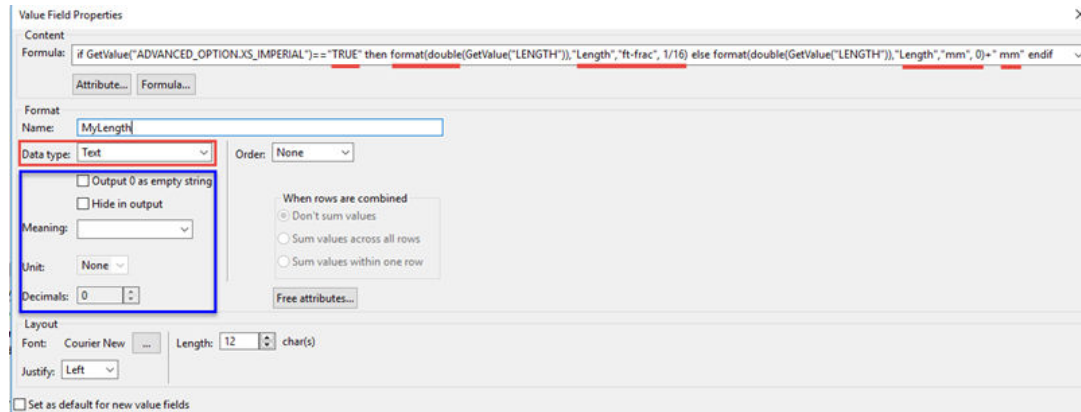 Value Field Properties
Content
Formula: if GetValue("ADVANCED_OPTION.XS_IMPERIAL")=="TRUE" then format(double(GetValue("LENGTH")),"Length","ft-frac", 1/16) else format(double(GetValue("LENGTH")),"Length","mm", 0)+" mm" endif
Attribute... Formula...
Format
Name: MyLength
Data type: Text Order: None
Output 0 as empty string
Hide in output
When rows are combined
Don't sum values
Meaning:
Sum values across all rows
Sum values within one row
Unit: None
Decimals: 0
Free attributes...
Layout
Font: Courier New ... Length: 12 char(s)
Justify: Left
Set as default for new value fields